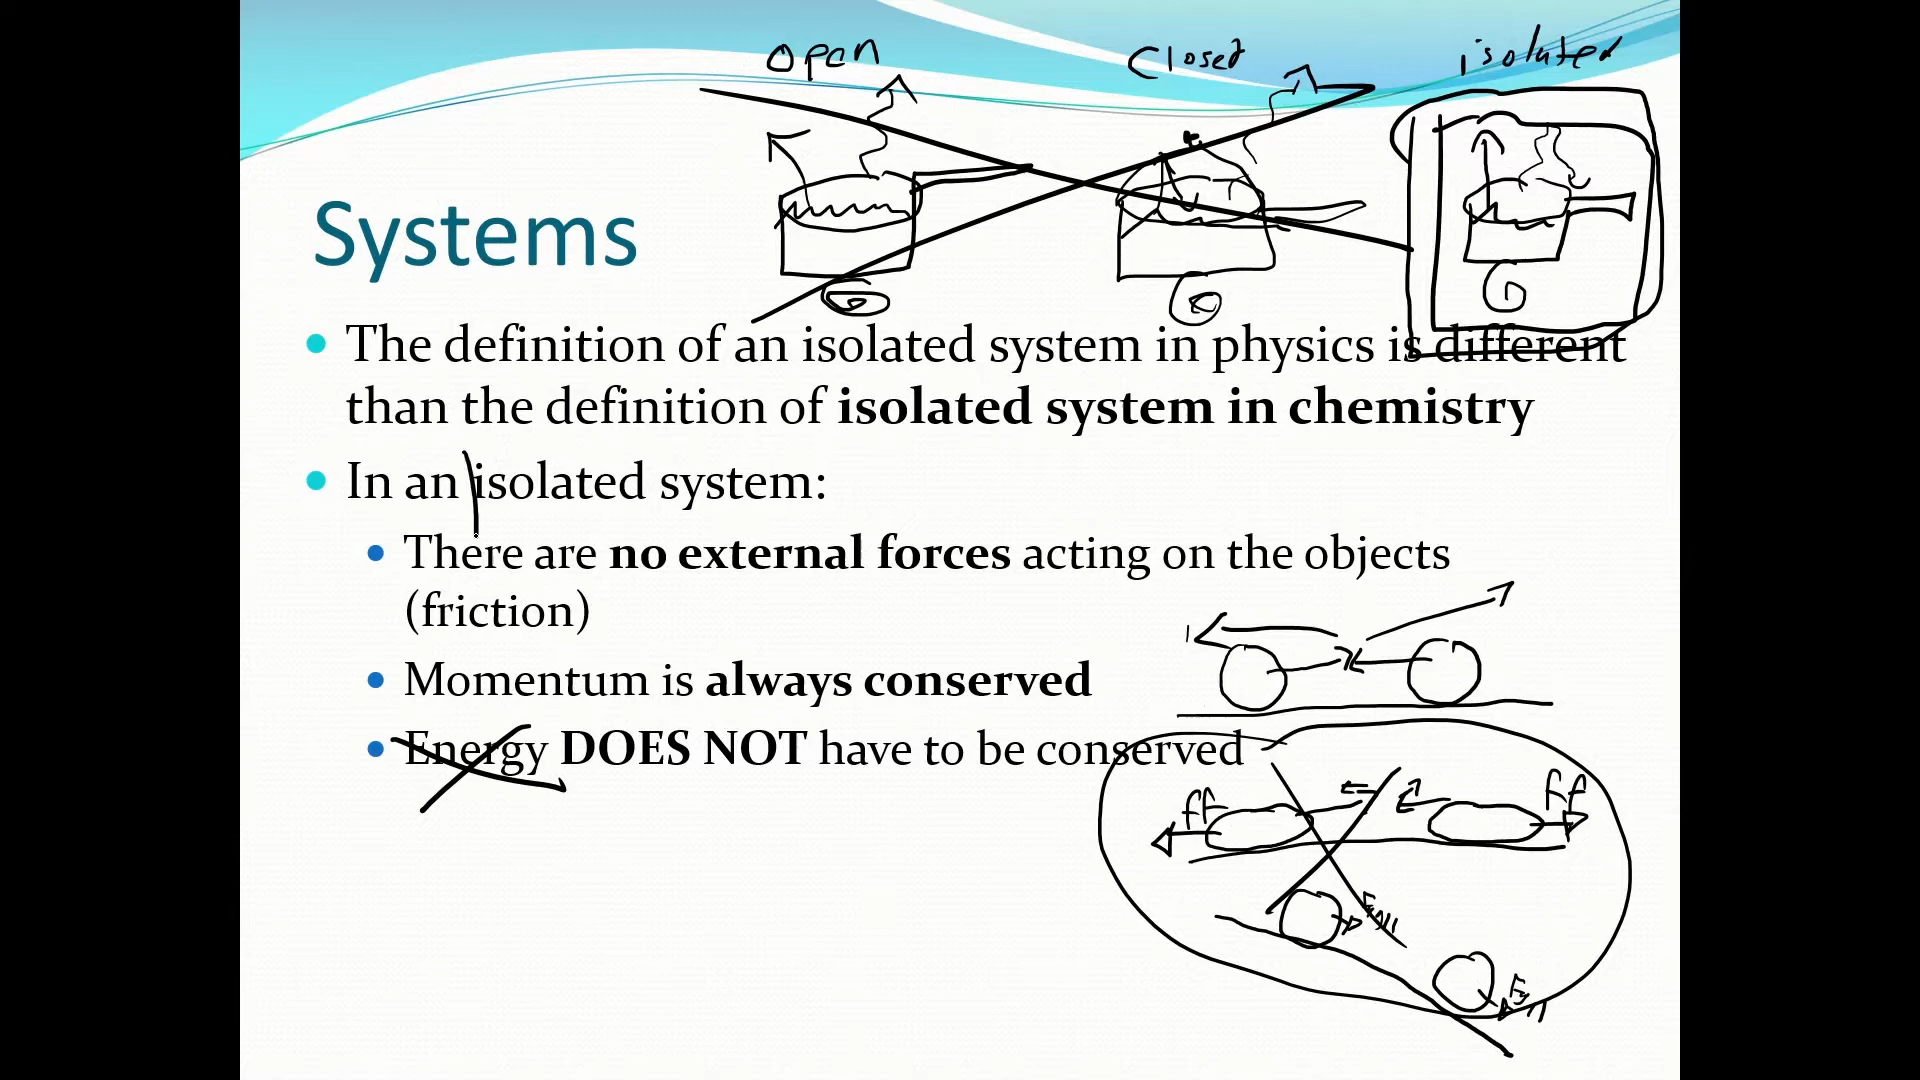 open closed isolated
Systems
The definition of an isolated system in physics is different
than the definition of isolated system in chemistry
In an isolated system:
There are no external forces acting on the objects
(friction)
Momentum is always conserved
Energy DOES NOT have to be conserved
Ff Ff
Fg||
Fg||